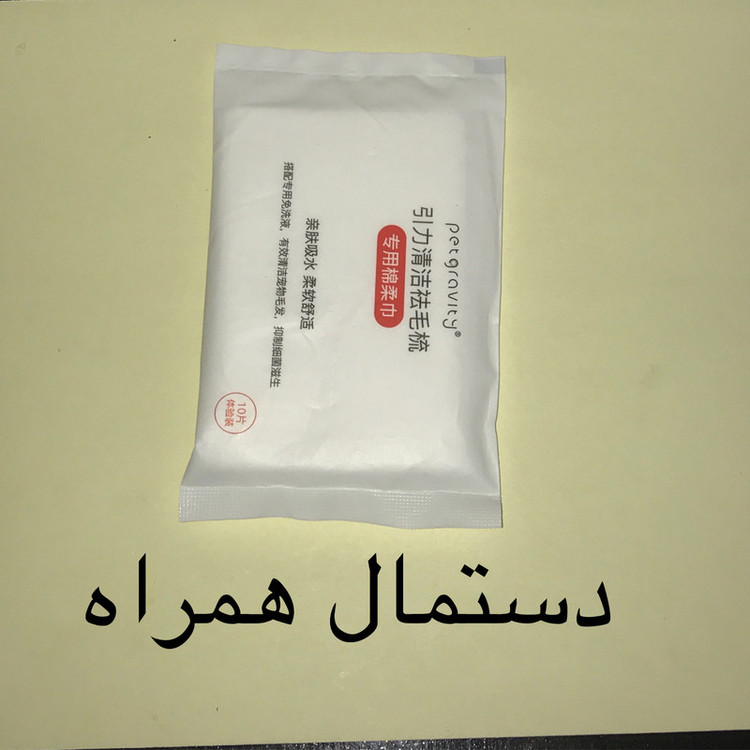 petgravity®
引力清洁祛毛梳
专用棉柔巾
亲肤吸水 柔软舒适
搭配专用免洗液，有效清洁宠物毛发，抑制细菌滋生
10片
体验装
دستمال همراه